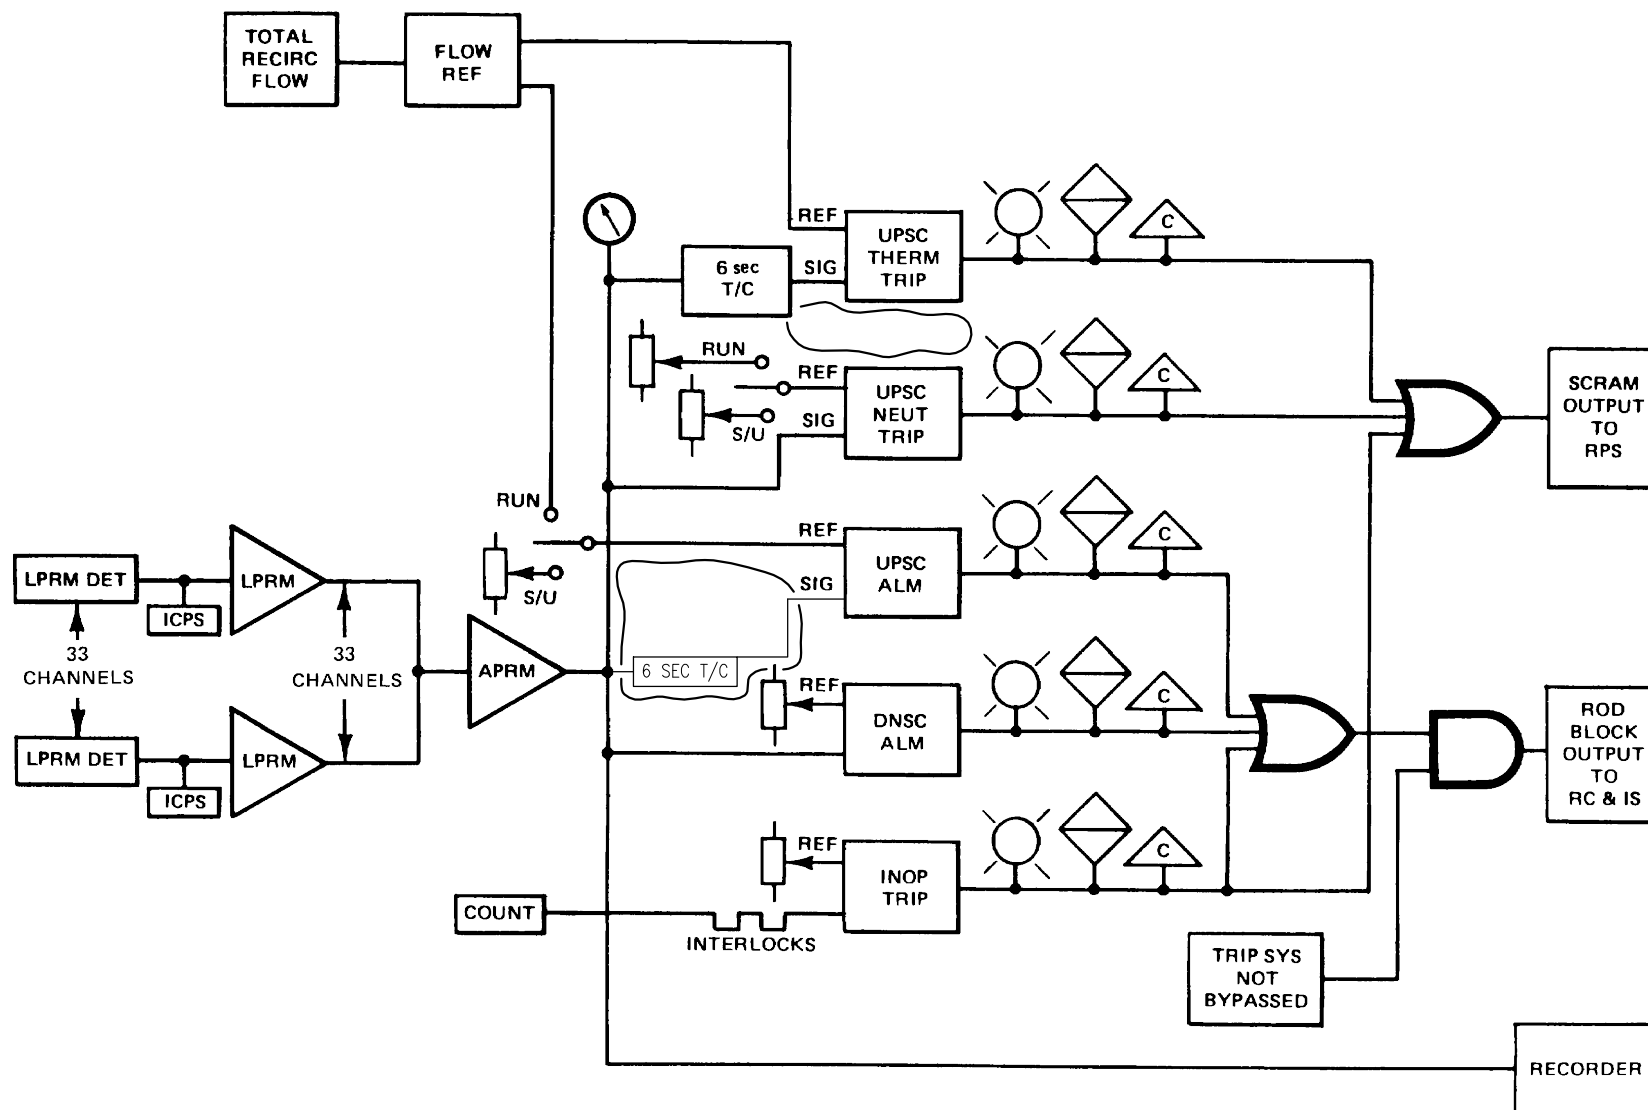 TOTAL
RECIRC
FLOW
FLOW
REF
REF
UPSC
THERM
TRIP
6 sec
T/C
SIG
C
RUN
REF
UPSC
NEUT
TRIP
S/U
SIG
C
SCRAM
OUTPUT
TO
RPS
RUN
REF
UPSC
ALM
SIG
S/U
C
LPRM DET
ICPS
LPRM
33
CHANNELS
33
CHANNELS
APRM
6 SEC T/C
REF
DNSC
ALM
C
LPRM DET
ICPS
LPRM
ROD
BLOCK
OUTPUT
TO
RC & IS
REF
INOP
TRIP
C
COUNT
INTERLOCKS
TRIP SYS
NOT
BYPASSED
RECORDER